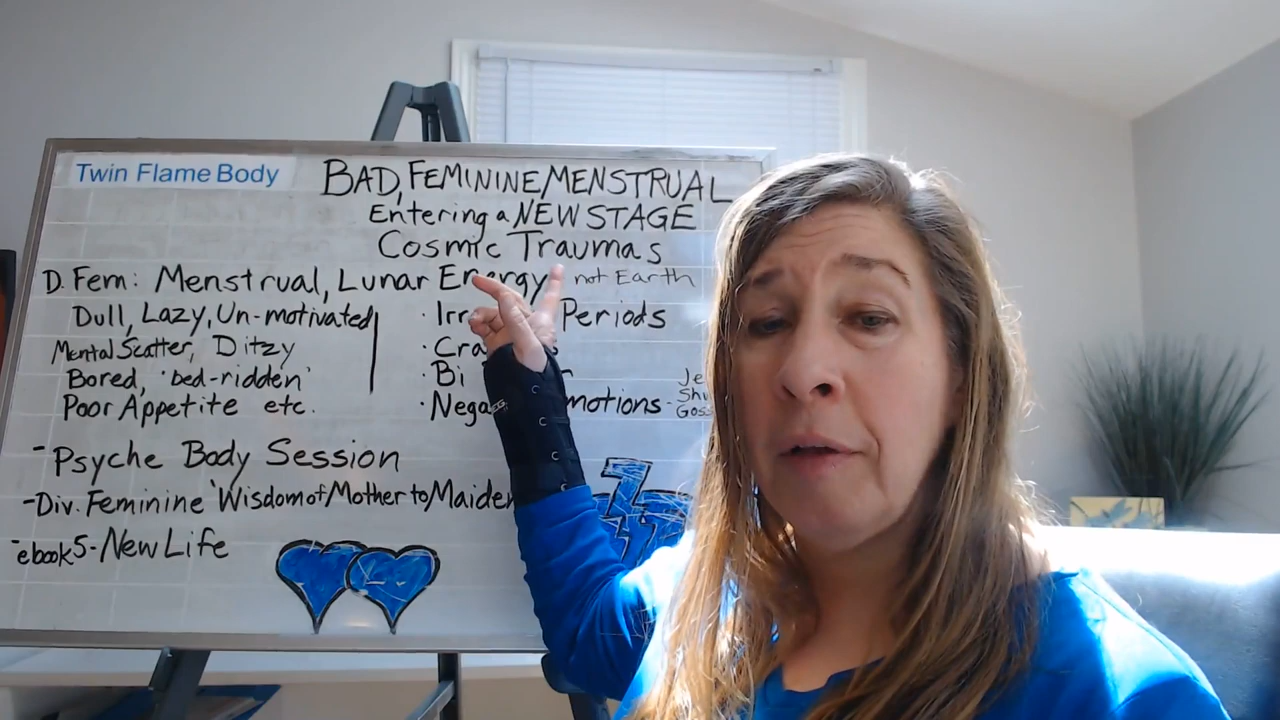 Twin Flame Body
BAD, FEMININE, MENSTRUAL
Entering a NEW STAGE
Cosmic Traumas
D. Fem: Menstrual, Lunar Energy not Earth
Dull, Lazy, Un-motivated
Mental Scatter, Ditzy
Bored, 'bed-ridden'
Poor Appetite etc.
· Periods
·
· Bi
· -
- Psyche Body Session
- Div. Feminine 'Wisdom of Mother to
- ebook 5 - New Life